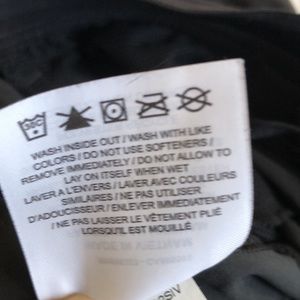 WASH INSIDE OUT / WASH WITH LIKE
COLORS / DO NOT USE SOFTENERS /
REMOVE IMMEDIATELY / DO NOT ALLOW TO
LAY ON ITSELF WHEN WET
LAVER A L'ENVERS / LAVER AVEC COULEURS
SIMILAIRES / NE PAS UTILISER
D'ADOUCISSEUR / ENLEVER IMMEDIATEMENT
/ NE PAS LAISSER LE VÊTEMENT PLIÉ
LORSQU'IL EST MOUILLÉ